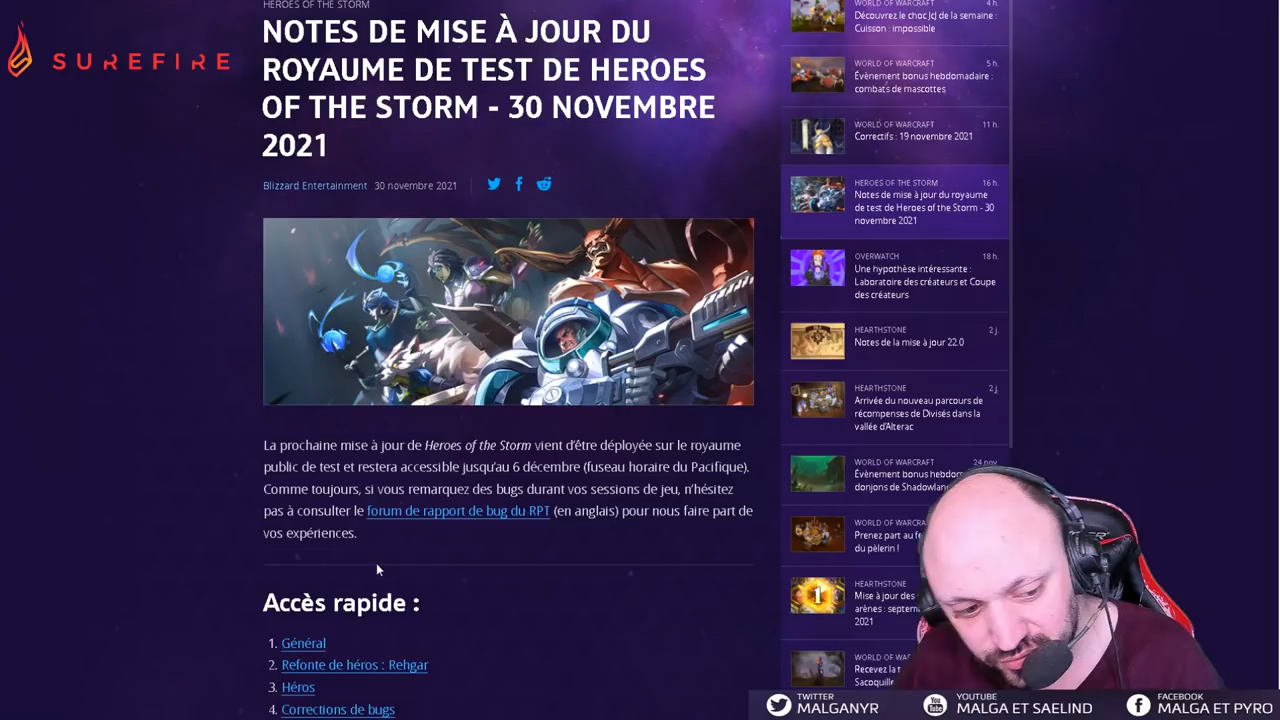 SUREFIRE
HEROES OF THE STORM
NOTES DE MISE À JOUR DU
ROYAUME DE TEST DE HEROES
OF THE STORM - 30 NOVEMBRE
2021
Blizzard Entertainment 30 novembre 2021
La prochaine mise à jour de Heroes of the Storm vient d'être déployée sur le royaume
public de test et restera accessible jusqu'au 6 décembre (fuseau horaire du Pacifique).
Comme toujours, si vous remarquez des bugs durant vos sessions de jeu, n'hésitez
pas à consulter le forum de rapport de bug du RPT (en anglais) pour nous faire part de
vos expériences.
Accès rapide :
1. Général
2. Refonte de héros : Rehgar
3. Héros
4. Corrections de bugs
WORLD OF WARCRAFT 4 h.
Découvrez le choc JcJ de la semaine :
Cuisson : impossible
WORLD OF WARCRAFT 5 h.
Évènement bonus hebdomadaire :
combats de mascottes
WORLD OF WARCRAFT 11 h.
Correctifs : 19 novembre 2021
HEROES OF THE STORM 16 h.
Notes de mise à jour du royaume
de test de Heroes of the Storm - 30
novembre 2021
OVERWATCH 18 h.
Une hypothèse intéressante :
Laboratoire des créateurs et Coupe
des créateurs
HEARTHSTONE 2 j.
Notes de la mise à jour 22.0
HEARTHSTONE 2 j.
Arrivée du nouveau parcours de
récompenses de Divisés dans la
vallée d'Alterac
WORLD OF WARCRAFT 24 nov.
Évènement bonus hebdom
donjons de Shadowlan
WORLD OF WARCRA
Prenez part au fe
du pèlerin !
HEARTHSTONE
Mise à jour des
arènes : septem
2021
WORLD OF WA
Recevez la t
Sacoquille
TWITTER
MALGANYR
YOUTUBE
MALGA ET SAELIND
FACEBOOK
MALGA ET PYRO